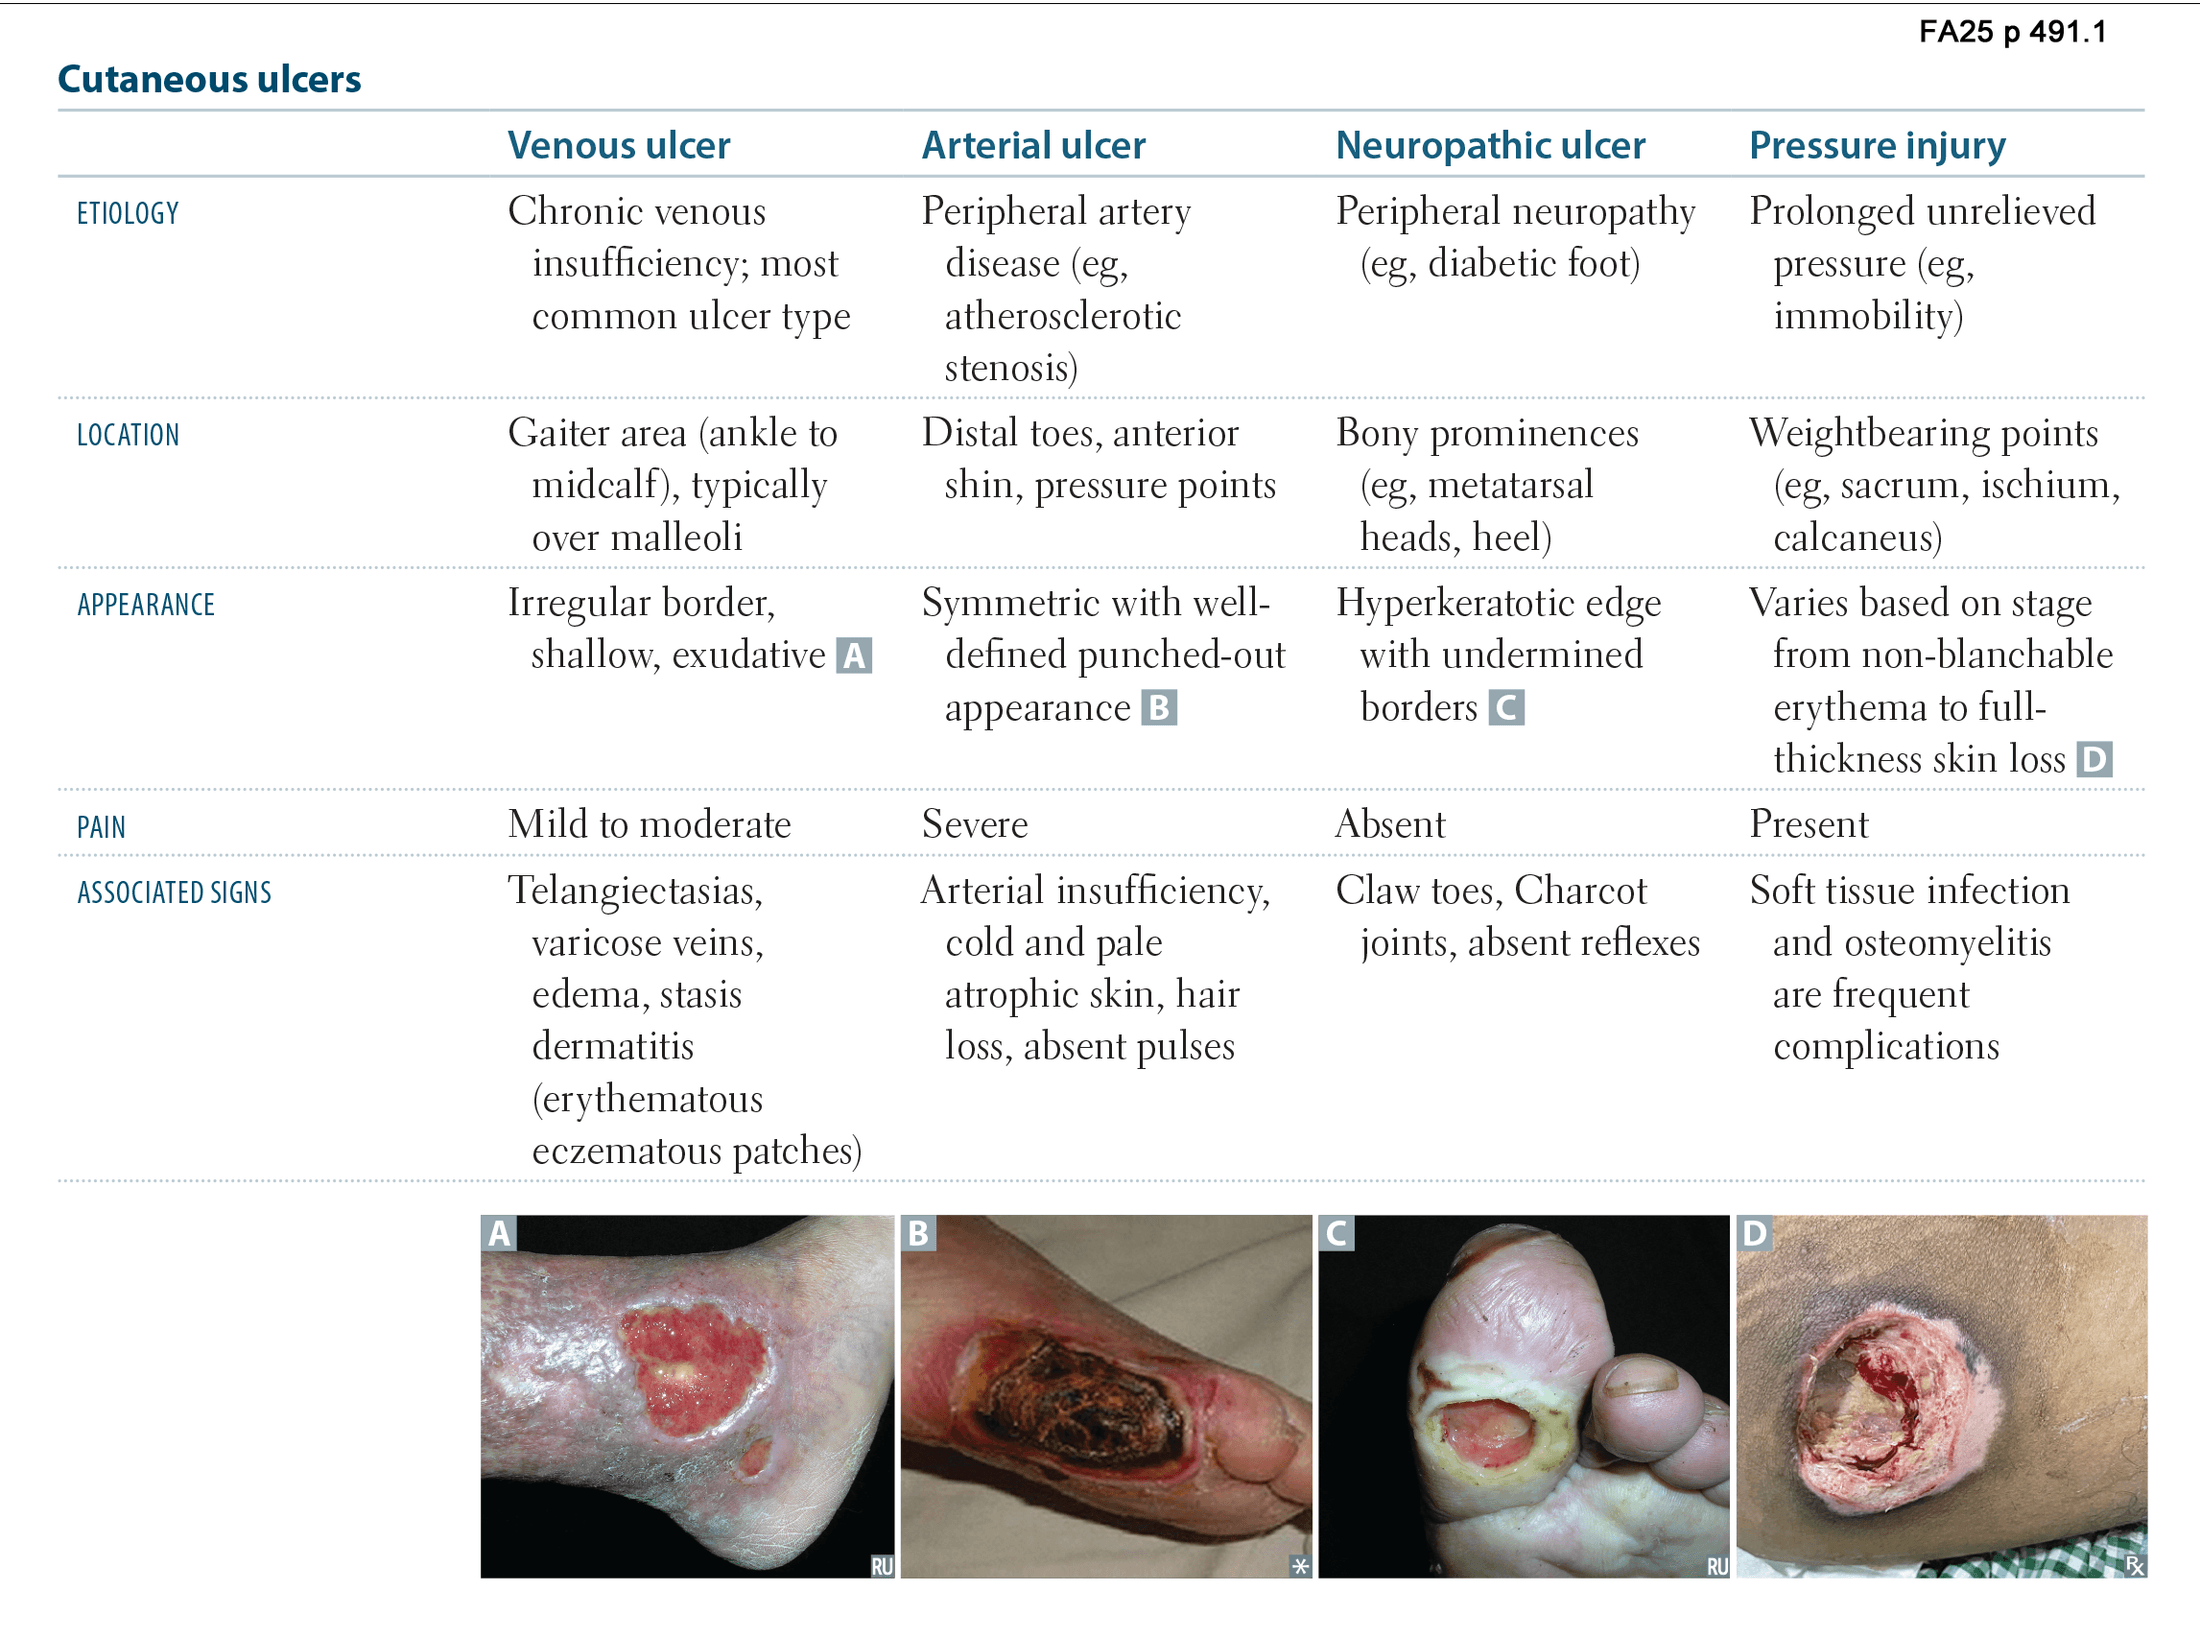 FA25 p 491.1
Cutaneous ulcers
Venous ulcer
Arterial ulcer
Neuropathic ulcer
Pressure injury
ETIOLOGY
Chronic venous
insufficiency; most
common ulcer type
Peripheral artery
disease (eg,
atherosclerotic
stenosis)
Peripheral neuropathy
(eg, diabetic foot)
Prolonged unrelieved
pressure (eg,
immobility)
LOCATION
Gaiter area (ankle to
midcalf), typically
over malleoli
Distal toes, anterior
shin, pressure points
Bony prominences
(eg, metatarsal
heads, heel)
Weightbearing points
(eg, sacrum, ischium,
calcaneus)
APPEARANCE
Irregular border,
shallow, exudative A
Symmetric with well-
defined punched-out
appearance B
Hyperkeratotic edge
with undermined
borders C
Varies based on stage
from non-blanchable
erythema to full-
thickness skin loss D
PAIN
Mild to moderate
Severe
Absent
Present
ASSOCIATED SIGNS
Telangiectasias,
varicose veins,
edema, stasis
dermatitis
(erythematous
eczematous patches)
Arterial insufficiency,
cold and pale
atrophic skin, hair
loss, absent pulses
Claw toes, Charcot
joints, absent reflexes
Soft tissue infection
and osteomyelitis
are frequent
complications
A
B
C
D
RU
*
RU
℞